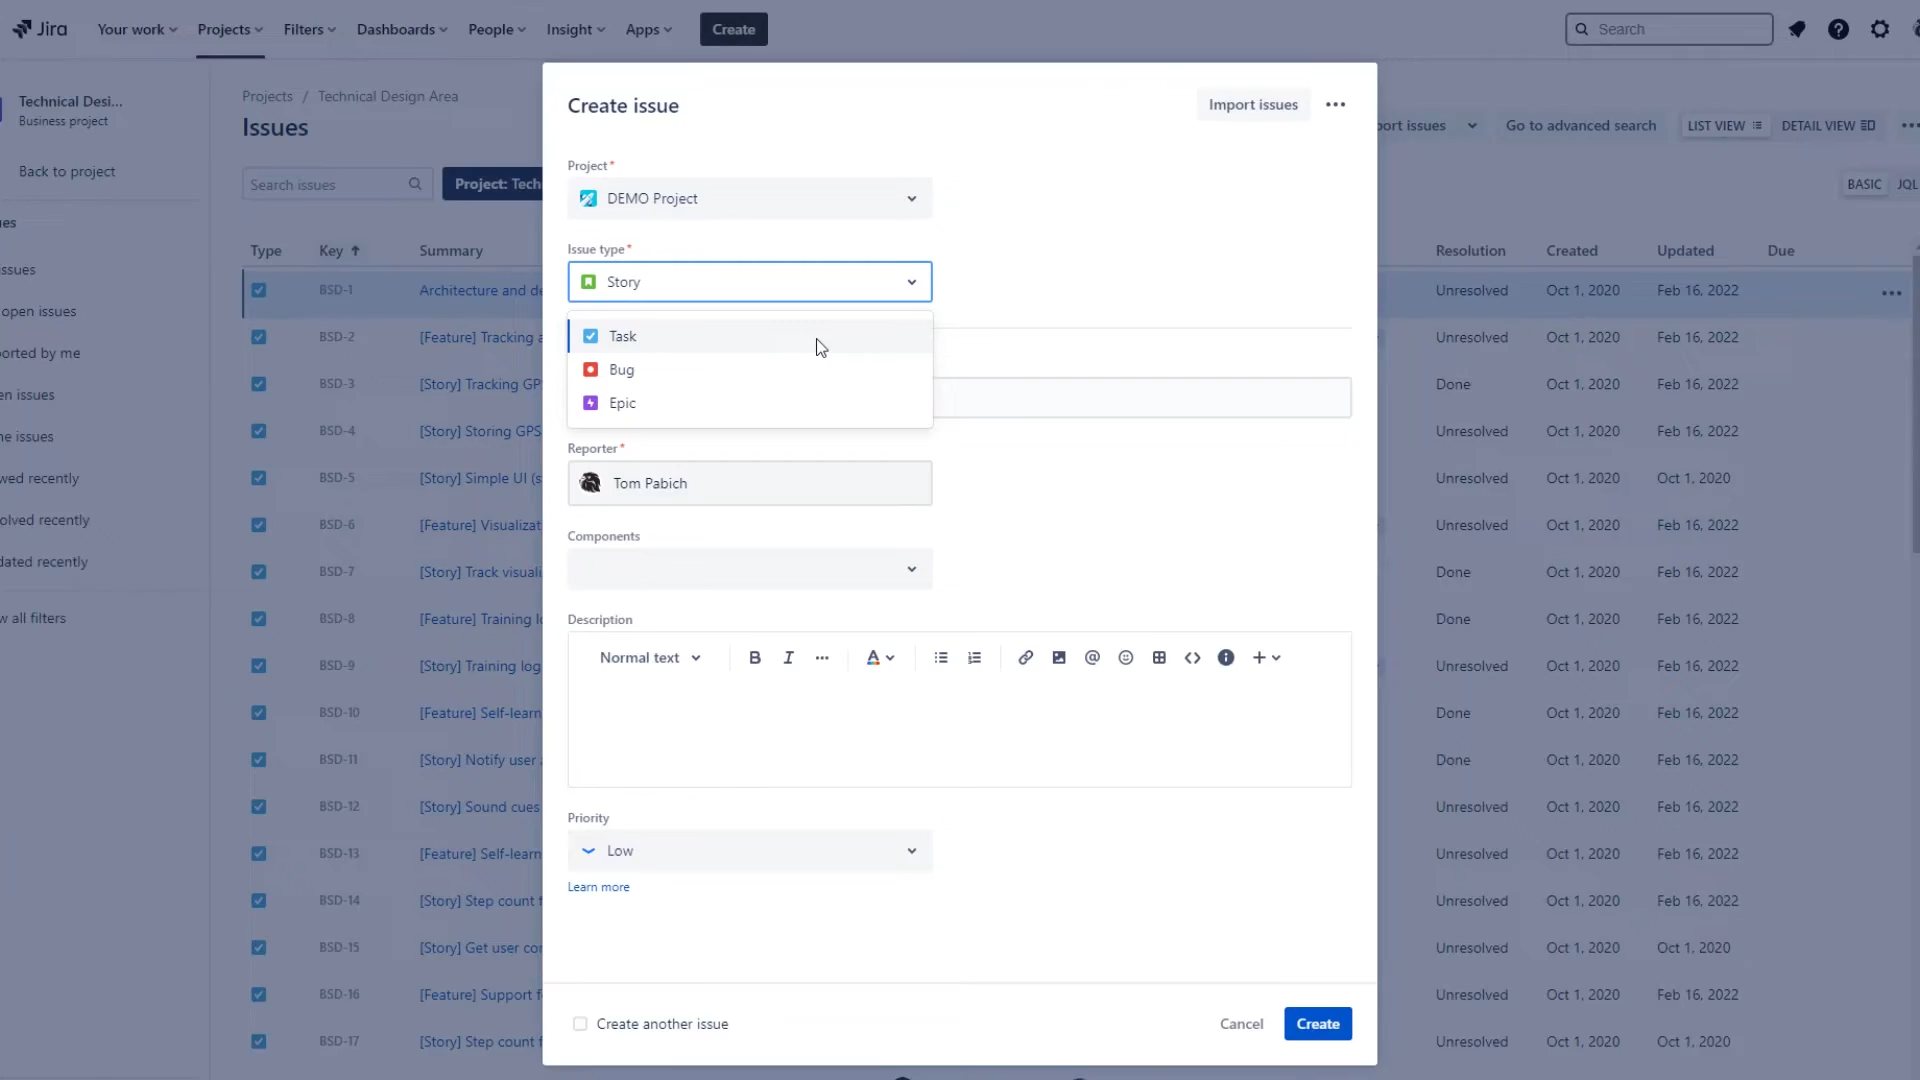 Jira
Your work
Projects
Filters
Dashboards
People
Insight
Apps
Create
Search
Technical Desi...
Business project
Back to project
ues
issues
open issues
ported by me
en issues
ne issues
wed recently
olved recently
dated recently
w all filters
Projects / Technical Design Area
Issues
port issues
Go to advanced search
LIST VIEW
DETAIL VIEW
Search issues
Project: Tech
BASIC
JQL
Type Key Summary Resolution Created Updated Due
BSD-1 Architecture and de Unresolved Oct 1, 2020 Feb 16, 2022
BSD-2 [Feature] Tracking a Unresolved Oct 1, 2020 Feb 16, 2022
BSD-3 [Story] Tracking GP Done Oct 1, 2020 Feb 16, 2022
BSD-4 [Story] Storing GPS Unresolved Oct 1, 2020 Feb 16, 2022
BSD-5 [Story] Simple UI (s Unresolved Oct 1, 2020 Oct 1, 2020
BSD-6 [Feature] Visualizat Unresolved Oct 1, 2020 Feb 16, 2022
BSD-7 [Story] Track visuali Done Oct 1, 2020 Feb 16, 2022
BSD-8 [Feature] Training l Done Oct 1, 2020 Feb 16, 2022
BSD-9 [Story] Training log Unresolved Oct 1, 2020 Feb 16, 2022
BSD-10 [Feature] Self-learn Done Oct 1, 2020 Feb 16, 2022
BSD-11 [Story] Notify user Done Oct 1, 2020 Feb 16, 2022
BSD-12 [Story] Sound cues Unresolved Oct 1, 2020 Feb 16, 2022
BSD-13 [Feature] Self-learn Unresolved Oct 1, 2020 Feb 16, 2022
BSD-14 [Story] Step count f Unresolved Oct 1, 2020 Feb 16, 2022
BSD-15 [Story] Get user con Unresolved Oct 1, 2020 Oct 1, 2020
BSD-16 [Feature] Support f Unresolved Oct 1, 2020 Feb 16, 2022
BSD-17 [Story] Step count f Unresolved Oct 1, 2020 Oct 1, 2020
Create issue
Import issues
Project*
DEMO Project
Issue type*
Story
Task
Bug
Epic
Reporter*
Tom Pabich
Components
Description
Normal text
Priority
Low
Learn more
Create another issue
Cancel
Create